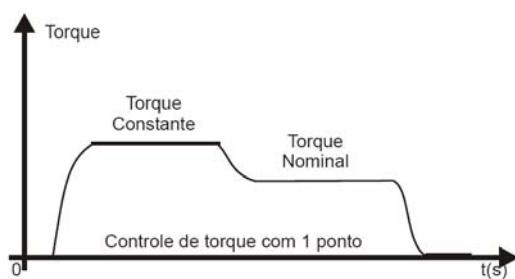 Torque
Torque
Constante
Torque
Nominal
Controle de torque com 1 ponto
0
t(s)